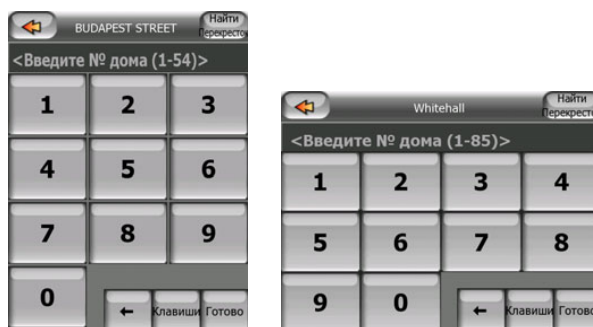 BUDAPEST STREET
Найти
Перекресток
<Введите № дома (1-54)>
1 2 3
4 5 6
7 8 9
0 ← Клавиши Готово
Whitehall
Найти
Перекресто
<Введите № дома (1-85)>
1 2 3 4
5 6 7 8
9 0 ← Клавиши Готово